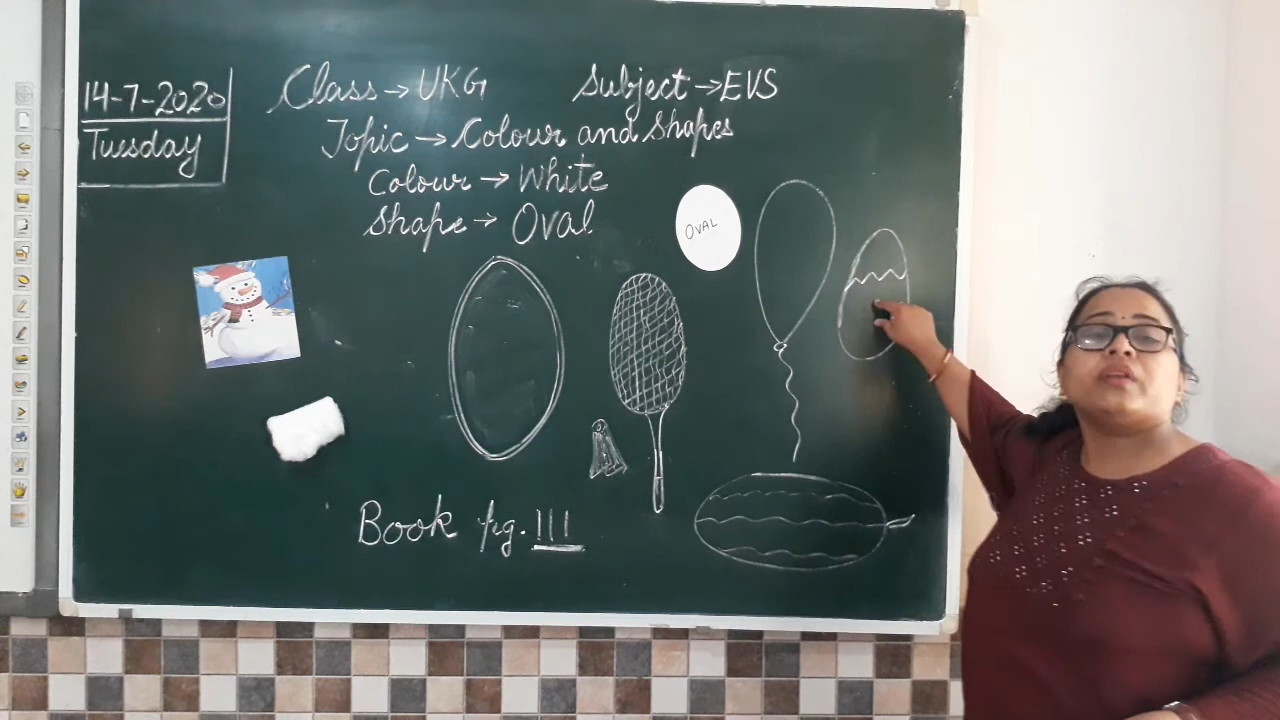 14-7-2020
Tuesday
Class → UKG
Subject → EVS
Topic → Colour and Shapes
Colour → White
Shape → Oval
OVAL
Book pg. 111